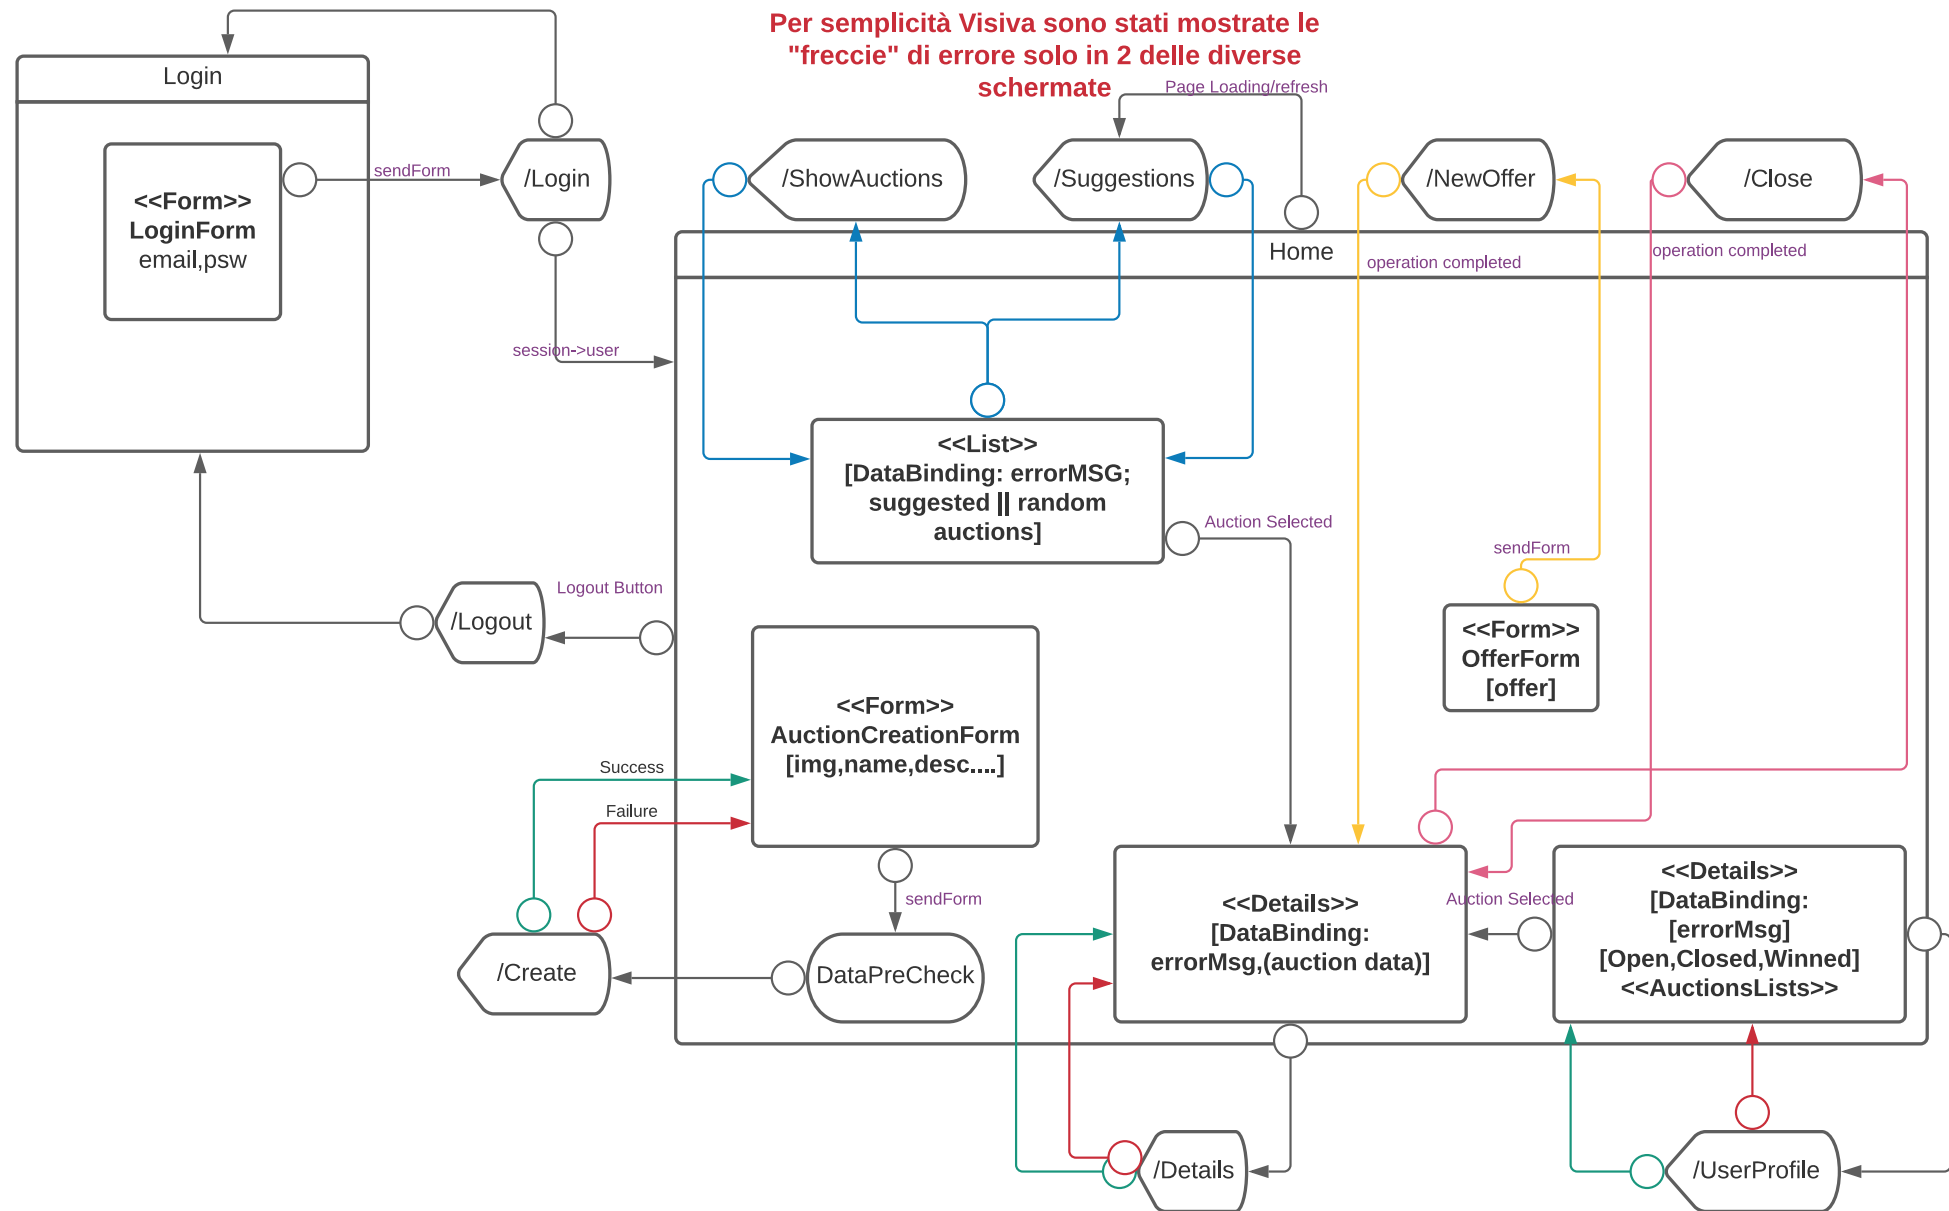 Per semplicità Visiva sono stati mostrate le
"freccie" di errore solo in 2 delle diverse
schermate
Page Loading/refresh
Login
<<Form>>
LoginForm
email,psw
sendForm
/Login
session->user
/ShowAuctions
/Suggestions
/NewOffer
/Close
Home
operation completed
operation completed
<<List>>
[DataBinding: errorMSG;
suggested || random
auctions]
Auction Selected
sendForm
<<Form>>
OfferForm
[offer]
Logout Button
/Logout
<<Form>>
AuctionCreationForm
[img,name,desc....]
Success
Failure
sendForm
/Create
DataPreCheck
<<Details>>
[DataBinding:
errorMsg,(auction data)]
Auction Selected
<<Details>>
[DataBinding:
[errorMsg]
[Open,Closed,Winned]
<<AuctionsLists>>
/Details
/UserProfile